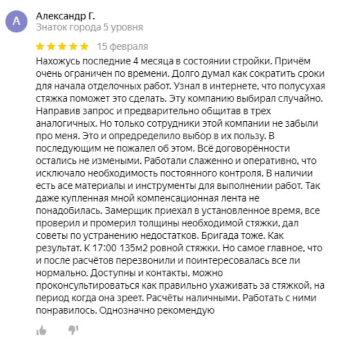 А
Александр Г.
Знаток города 5 уровня
15 февраля
Нахожусь последние 4 месяца в состоянии стройки. Причём
очень ограничен по времени. Долго думал как сократить сроки
для начала отделочных работ. Узнал в интернете, что полусухая
стяжка поможет это сделать. Эту компанию выбирал случайно.
Направив запрос и предварительно общитав в трех
аналогичных. Но только сотрудники этой компании не забыли
про меня. Это и опредределило выбор в их пользу. В
последующим не пожалел об этом. Всё договорённости
остались не измеными. Работали слаженно и оперативно, что
исключало необходимость постоянного контроля. В наличии
есть асе материалы и инструменты для выполнении работ. Так
даже купленная мной компенсационная лента не
понадобилась. Замерщик приехал в установленное время, все
проверил и промерил толщины необходимой стяжки, дал
советы по устранению недостатков. Бригада тоже. Как
результат. К 17:00 135м2 ровной стяжки. Но самое главное, что
и после расчётов перезвонили и поинтересовалась все ли
нормально. Доступны и контакты, можно
проконсультироваться как правильно ухаживать за стяжкой, на
период когда она зреет. Расчёты наличными. Работать с ними
понравилось. Однозначно рекомендую